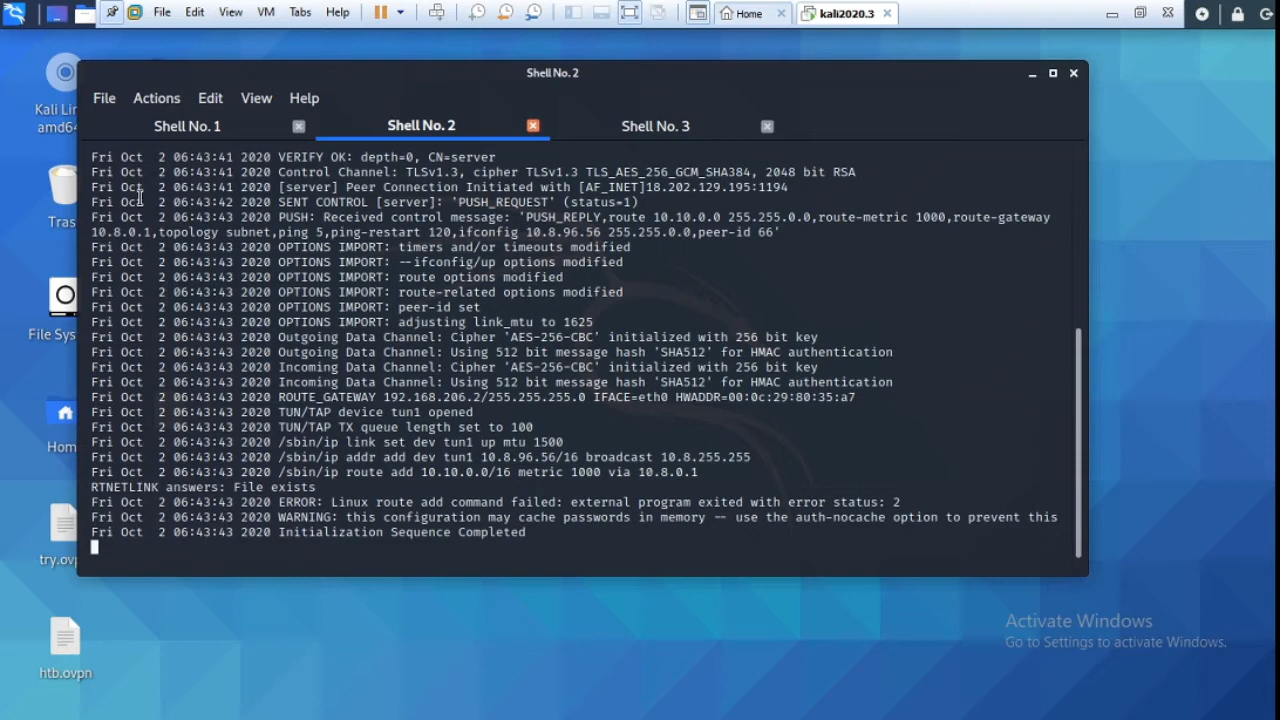 File Edit View VM Tabs Help Home kali2020.3
Shell No. 2
File Actions Edit View Help
Shell No. 1 Shell No. 2 Shell No. 3
Fri Oct  2 06:43:41 2020 VERIFY OK: depth=0, CN=server
Fri Oct  2 06:43:41 2020 Control Channel: TLSv1.3, cipher TLSv1.3 TLS_AES_256_GCM_SHA384, 2048 bit RSA
Fri Oct  2 06:43:41 2020 [server] Peer Connection Initiated with [AF_INET]18.202.129.195:1194
Fri Oct  2 06:43:42 2020 SENT CONTROL [server]: 'PUSH_REQUEST' (status=1)
Fri Oct  2 06:43:43 2020 PUSH: Received control message: 'PUSH_REPLY,route 10.10.0.0 255.255.0.0,route-metric 1000,route-gateway
10.8.0.1,topology subnet,ping 5,ping-restart 120,ifconfig 10.8.96.56 255.255.0.0,peer-id 66'
Fri Oct  2 06:43:43 2020 OPTIONS IMPORT: timers and/or timeouts modified
Fri Oct  2 06:43:43 2020 OPTIONS IMPORT: --ifconfig/up options modified
Fri Oct  2 06:43:43 2020 OPTIONS IMPORT: route options modified
Fri Oct  2 06:43:43 2020 OPTIONS IMPORT: route-related options modified
Fri Oct  2 06:43:43 2020 OPTIONS IMPORT: peer-id set
Fri Oct  2 06:43:43 2020 OPTIONS IMPORT: adjusting link_mtu to 1625
Fri Oct  2 06:43:43 2020 Outgoing Data Channel: Cipher 'AES-256-CBC' initialized with 256 bit key
Fri Oct  2 06:43:43 2020 Outgoing Data Channel: Using 512 bit message hash 'SHA512' for HMAC authentication
Fri Oct  2 06:43:43 2020 Incoming Data Channel: Cipher 'AES-256-CBC' initialized with 256 bit key
Fri Oct  2 06:43:43 2020 Incoming Data Channel: Using 512 bit message hash 'SHA512' for HMAC authentication
Fri Oct  2 06:43:43 2020 ROUTE_GATEWAY 192.168.206.2/255.255.255.0 IFACE=eth0 HWADDR=00:0c:29:80:35:a7
Fri Oct  2 06:43:43 2020 TUN/TAP device tun1 opened
Fri Oct  2 06:43:43 2020 TUN/TAP TX queue length set to 100
Fri Oct  2 06:43:43 2020 /sbin/ip link set dev tun1 up mtu 1500
Fri Oct  2 06:43:43 2020 /sbin/ip addr add dev tun1 10.8.96.56/16 broadcast 10.8.255.255
Fri Oct  2 06:43:43 2020 /sbin/ip route add 10.10.0.0/16 metric 1000 via 10.8.0.1
RTNETLINK answers: File exists
Fri Oct  2 06:43:43 2020 ERROR: Linux route add command failed: external program exited with error status: 2
Fri Oct  2 06:43:43 2020 WARNING: this configuration may cache passwords in memory -- use the auth-nocache option to prevent this
Fri Oct  2 06:43:43 2020 Initialization Sequence Completed
Kali Lin
amd64
Tras
File Sys
Hom
try.ovp
htb.ovpn
Activate Windows
Go to Settings to activate Windows.